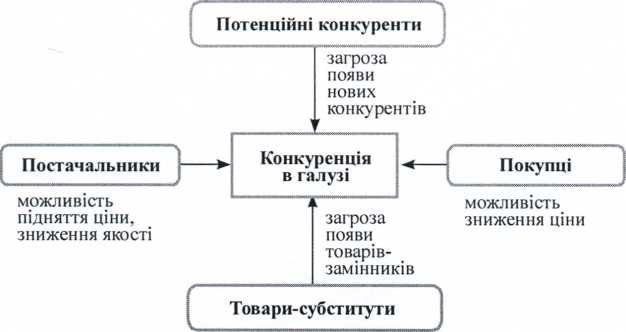 Потенційні конкуренти
загроза
появи
нових
конкурентів
Постачальники
можливість
підняття ціни,
зниження якості
Конкуренція
в галузі
Покупці
можливість
зниження ціни
загроза
появи
товарів-
замінників
Товари-субститути